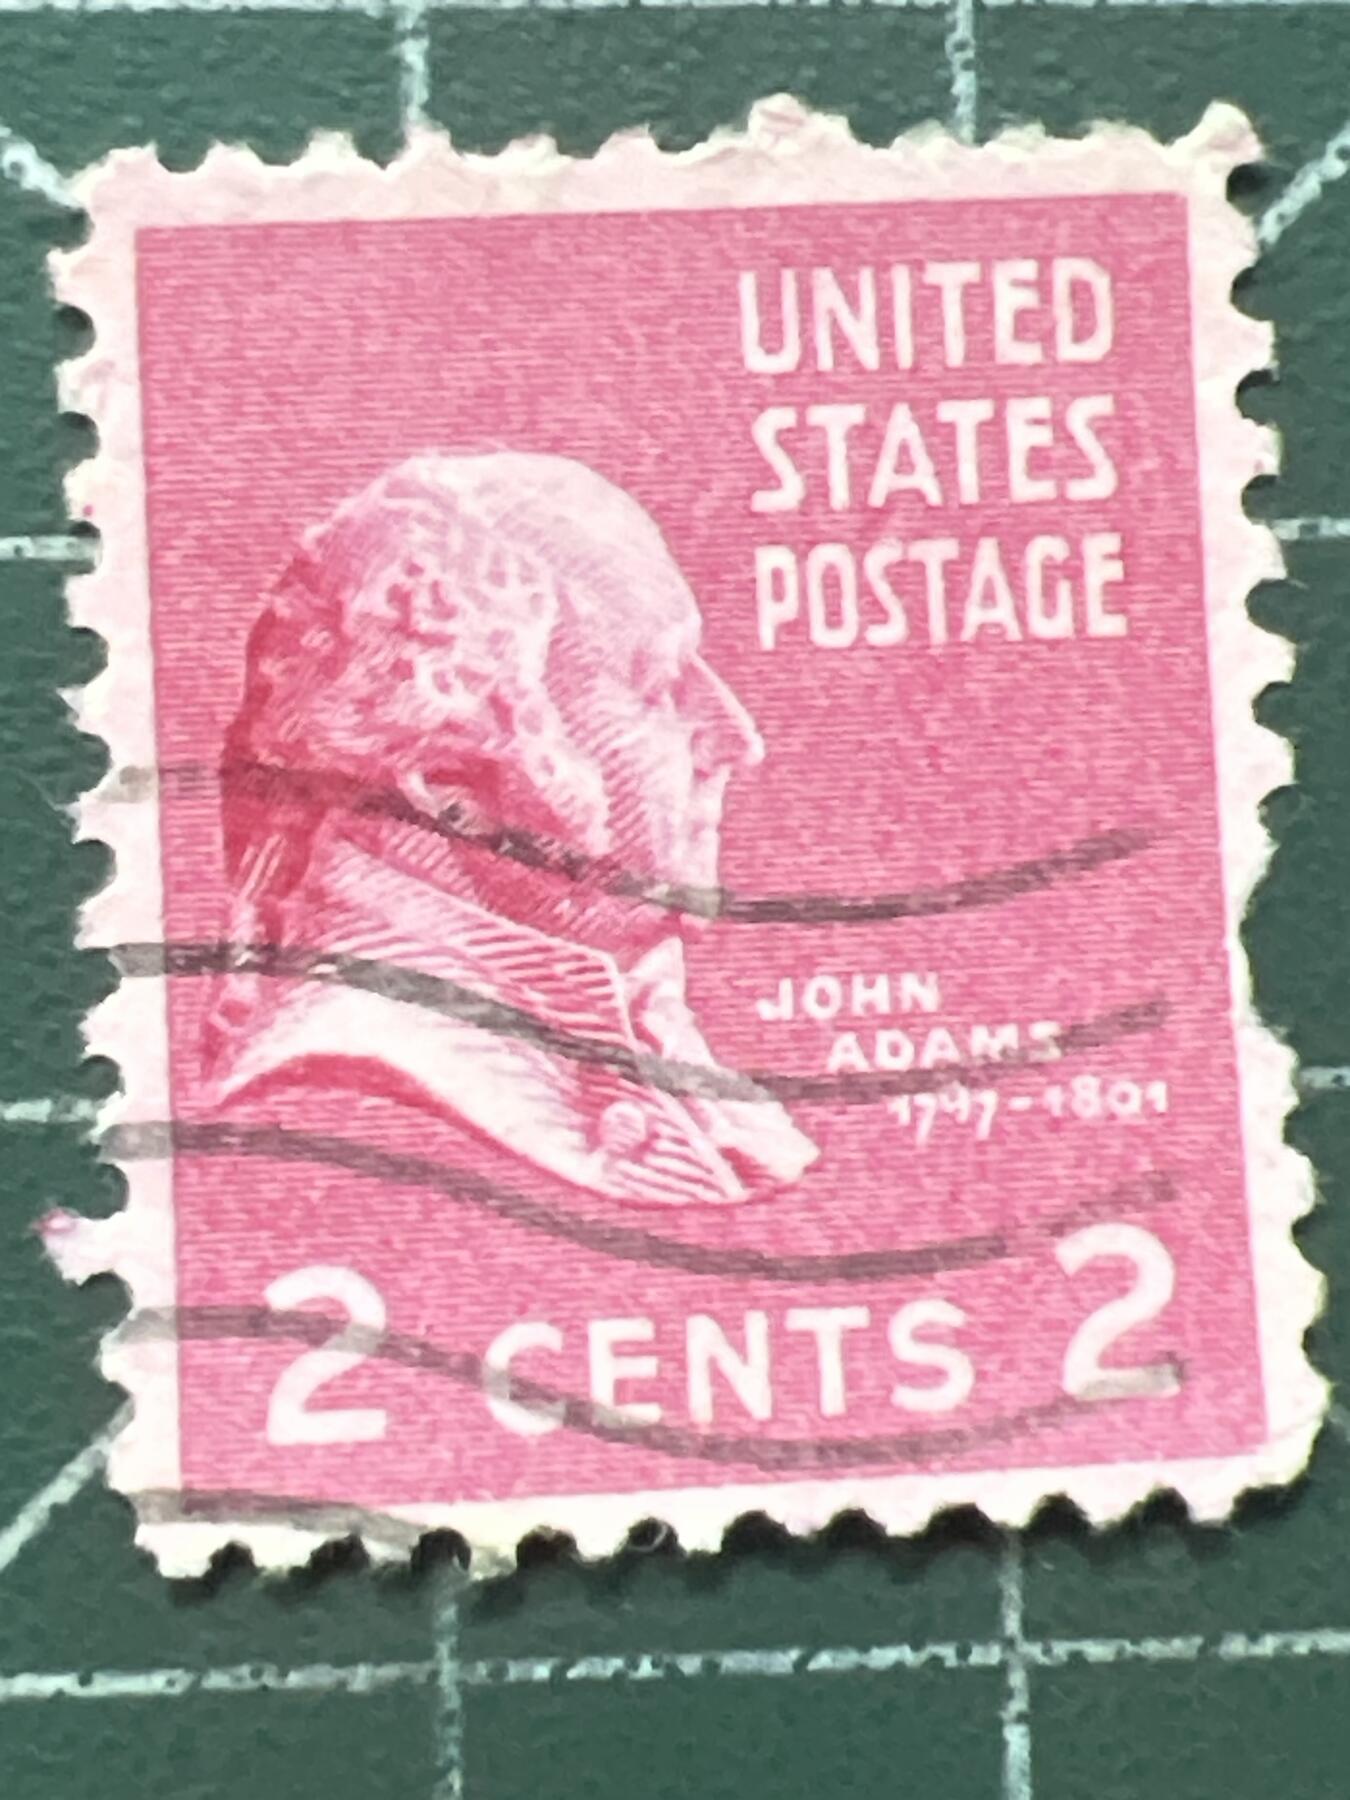 UNITED
STATES
POSTAGE
JOHN
ADAMS
1797-1801
2 CENTS 2